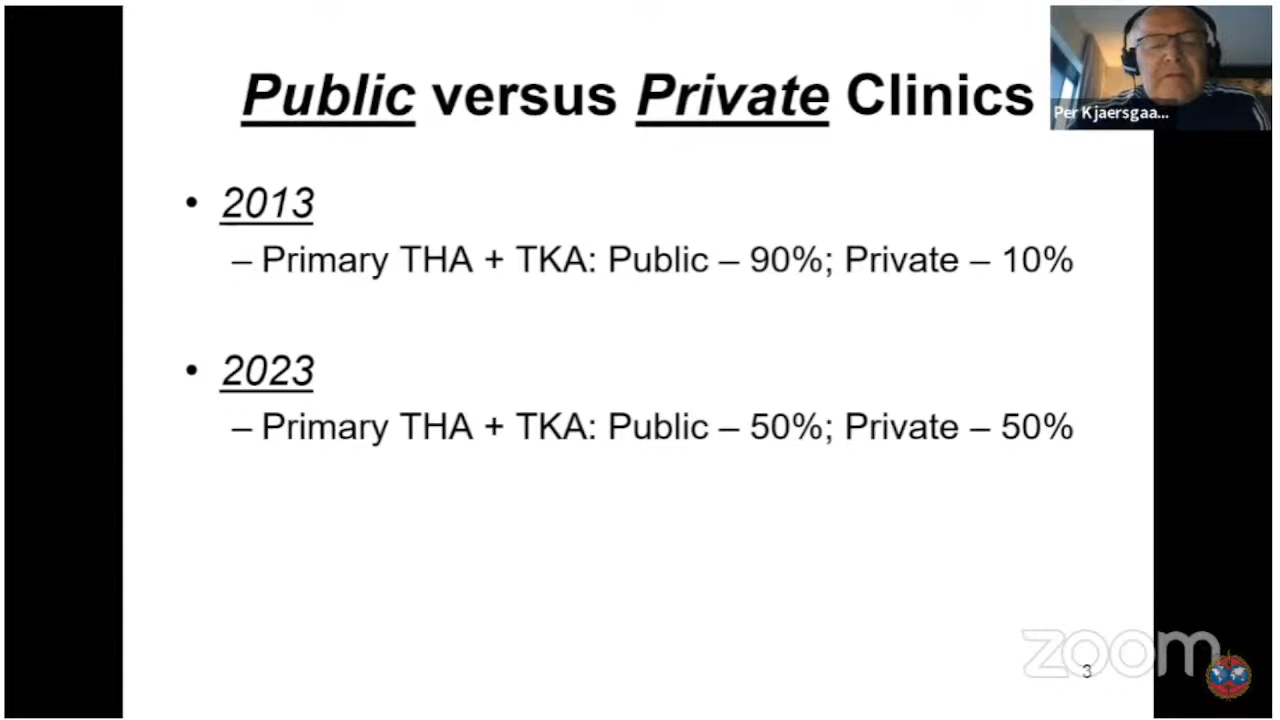 Public versus Private Clinics
Per Kjaersgaa...
• 2013
– Primary THA + TKA: Public – 90%; Private – 10%
• 2023
– Primary THA + TKA: Public – 50%; Private – 50%
zoom
3